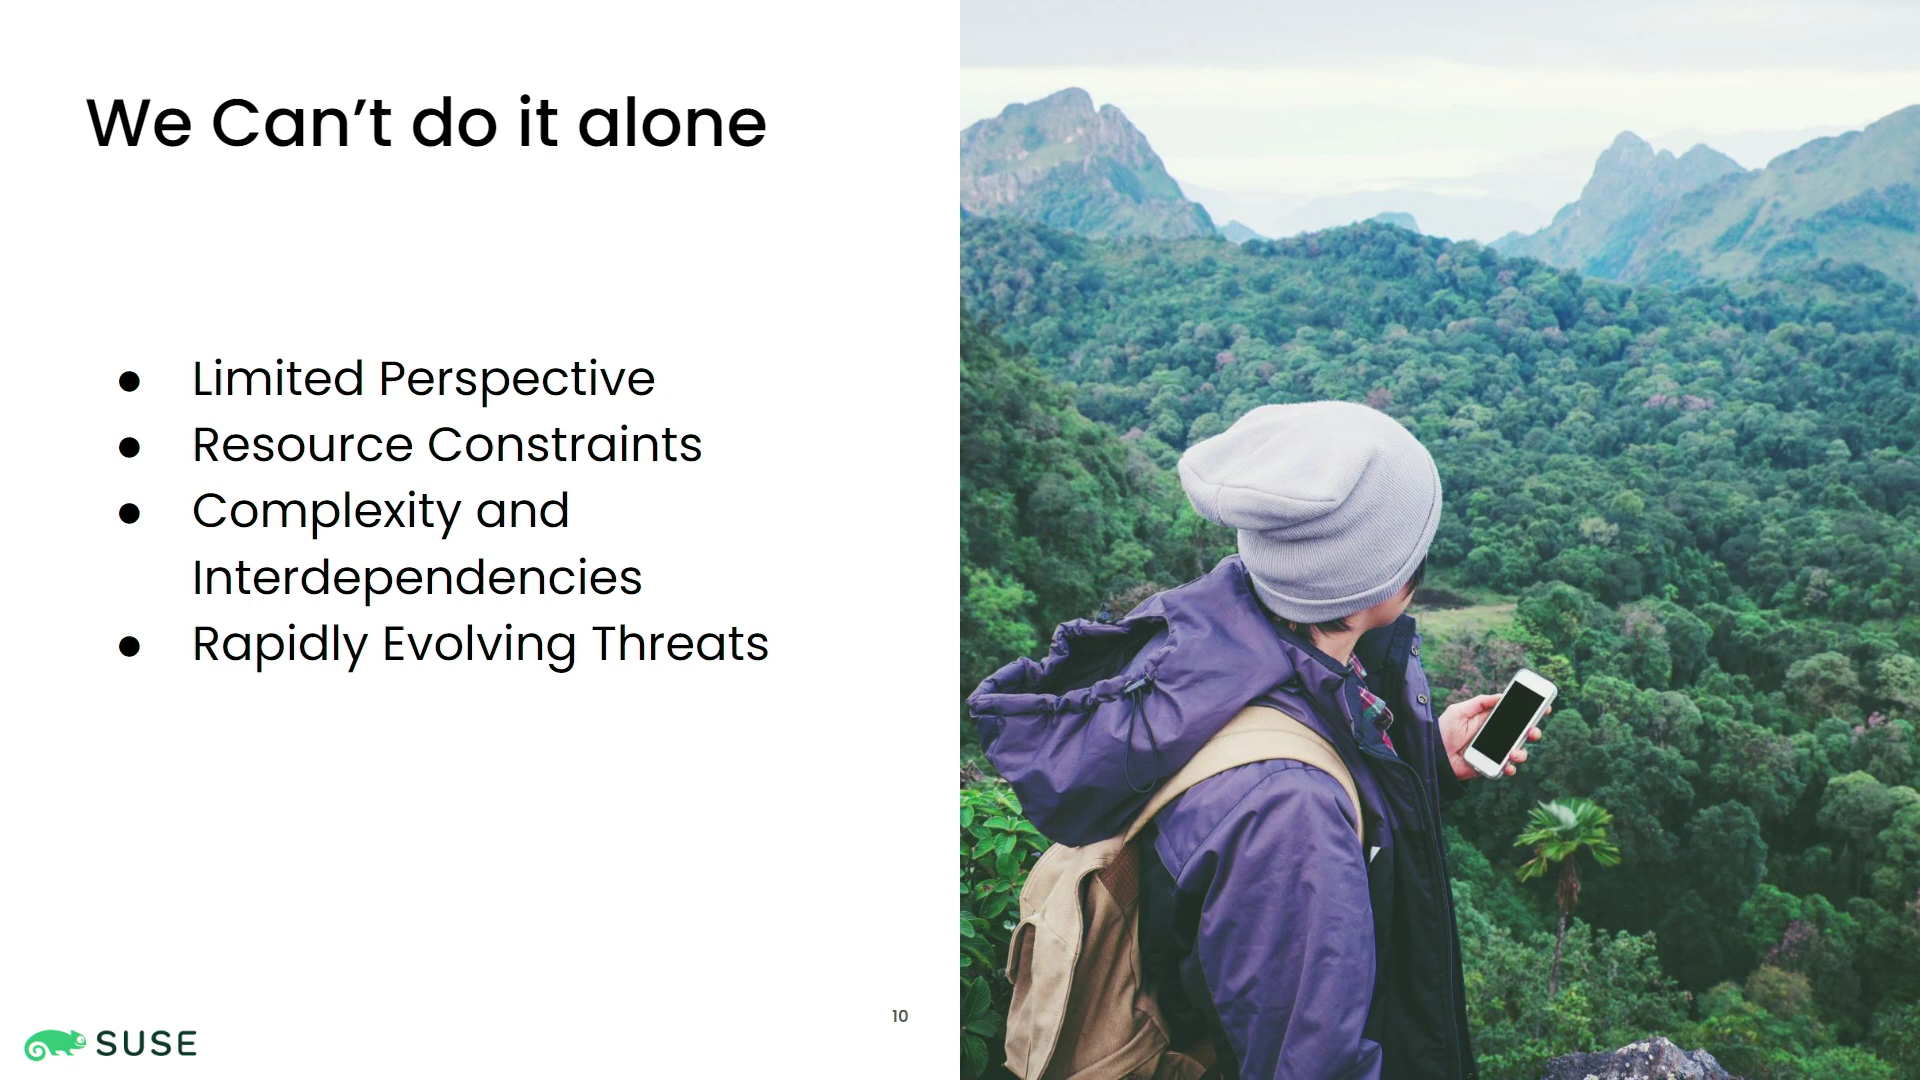 We Can’t do it alone
● Limited Perspective
● Resource Constraints
● Complexity and
Interdependencies
● Rapidly Evolving Threats
10
SUSE